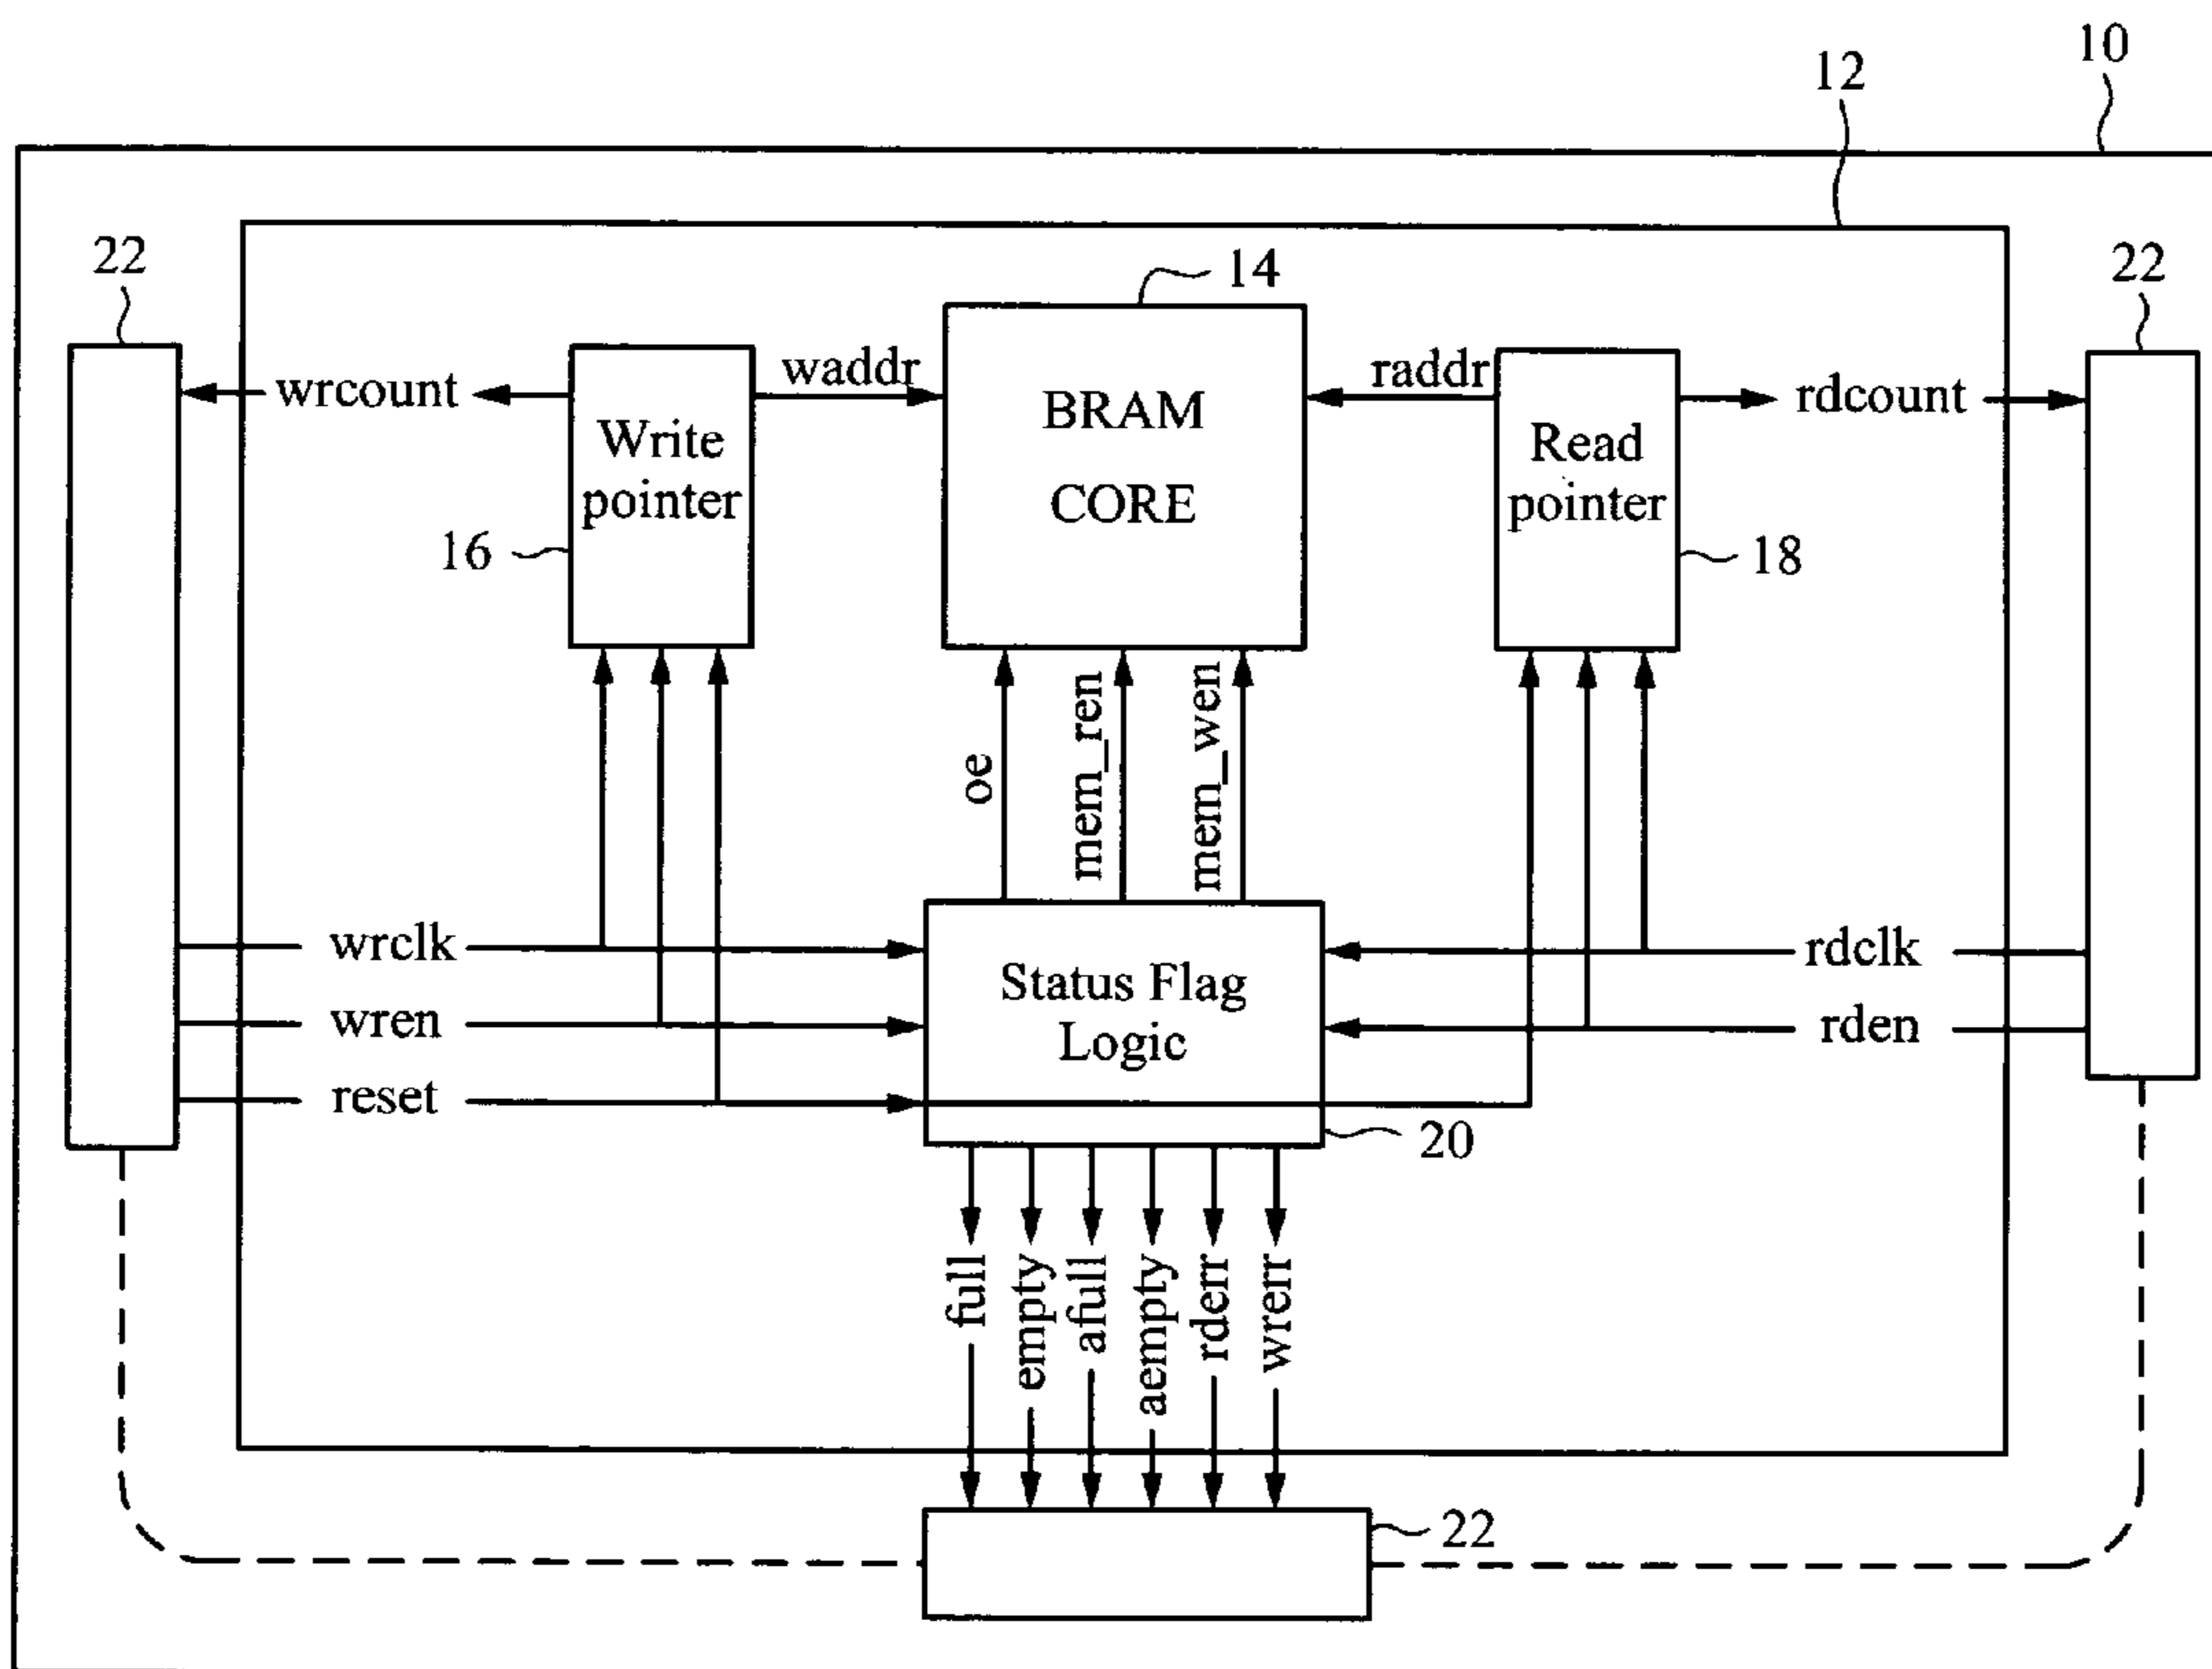 10
12
22
14
22
wrcount
waddr
BRAM
CORE
raddr
rdcount
Write
pointer
Read
pointer
16
18
oe
mem_ren
mem_wen
wrclk
rdclk
Status Flag
Logic
wren
rden
reset
20
full
empty
afull
aempty
rderr
wrerr
22